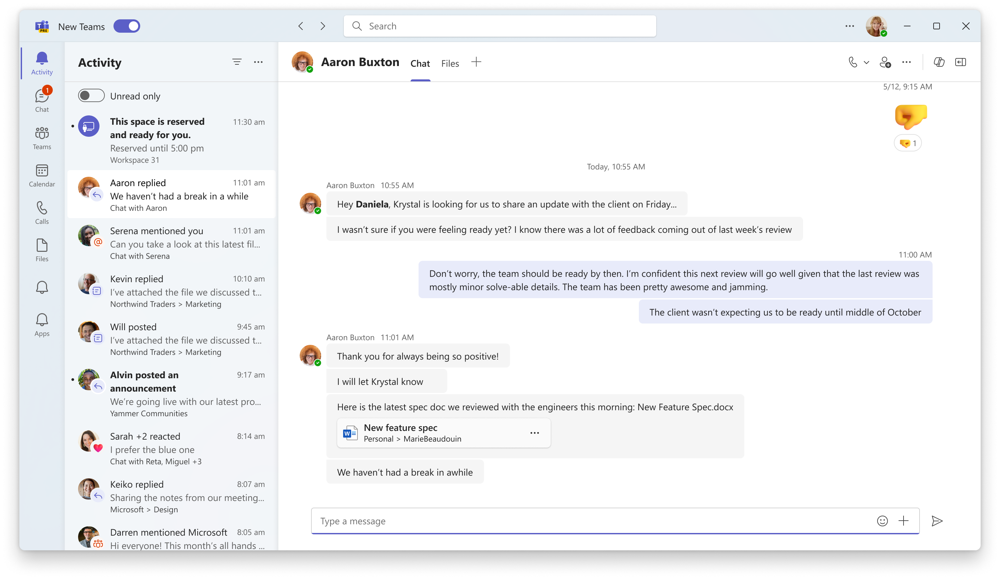 T
PRE
New Teams
Search
Activity
1
Chat
Teams
Calendar
Calls
Files
Apps
Activity
Unread only
This space is reserved
and ready for you.
11:30 am
Reserved until 5:00 pm
Workspace 31
Aaron replied
11:01 am
We haven’t had a break in a while
Chat with Aaron
Serena mentioned you
11:01 am
Can you take a look at this latest fil...
Chat with Serena
Kevin replied
10:10 am
I’ve attached the file we discussed t...
Northwind Traders > Marketing
Will posted
9:45 am
I’ve attached the file we discussed t...
Northwind Traders > Marketing
Alvin posted an
announcement
9:17 am
We’re going live with our latest pro...
Yammer Communities
Sarah +2 reacted
8:14 am
I prefer the blue one
Chat with Reta, Miguel +3
Keiko replied
8:07 am
Sharing the notes from our meeting...
Microsoft > Design
Darren mentioned Microsoft
8:05 am
Hi everyone! This month’s all hands ...
Aaron Buxton
Chat
Files
5/12, 9:15 AM
1
Today, 10:55 AM
Aaron Buxton 10:55 AM
Hey Daniela, Krystal is looking for us to share an update with the client on Friday...
I wasn’t sure if you were feeling ready yet? I know there was a lot of feedback coming out of last week’s review
11:00 AM
Don’t worry, the team should be ready by then. I’m confident this next review will go well given that the last review was
mostly minor solve-able details. The team has been pretty awesome and jamming.
The client wasn’t expecting us to be ready until middle of October
Aaron Buxton 11:01 AM
Thank you for always being so positive!
I will let Krystal know
Here is the latest spec doc we reviewed with the engineers this morning: New Feature Spec.docx
W
New feature spec
Personal > MarieBeaudouin
We haven’t had a break in awhile
Type a message